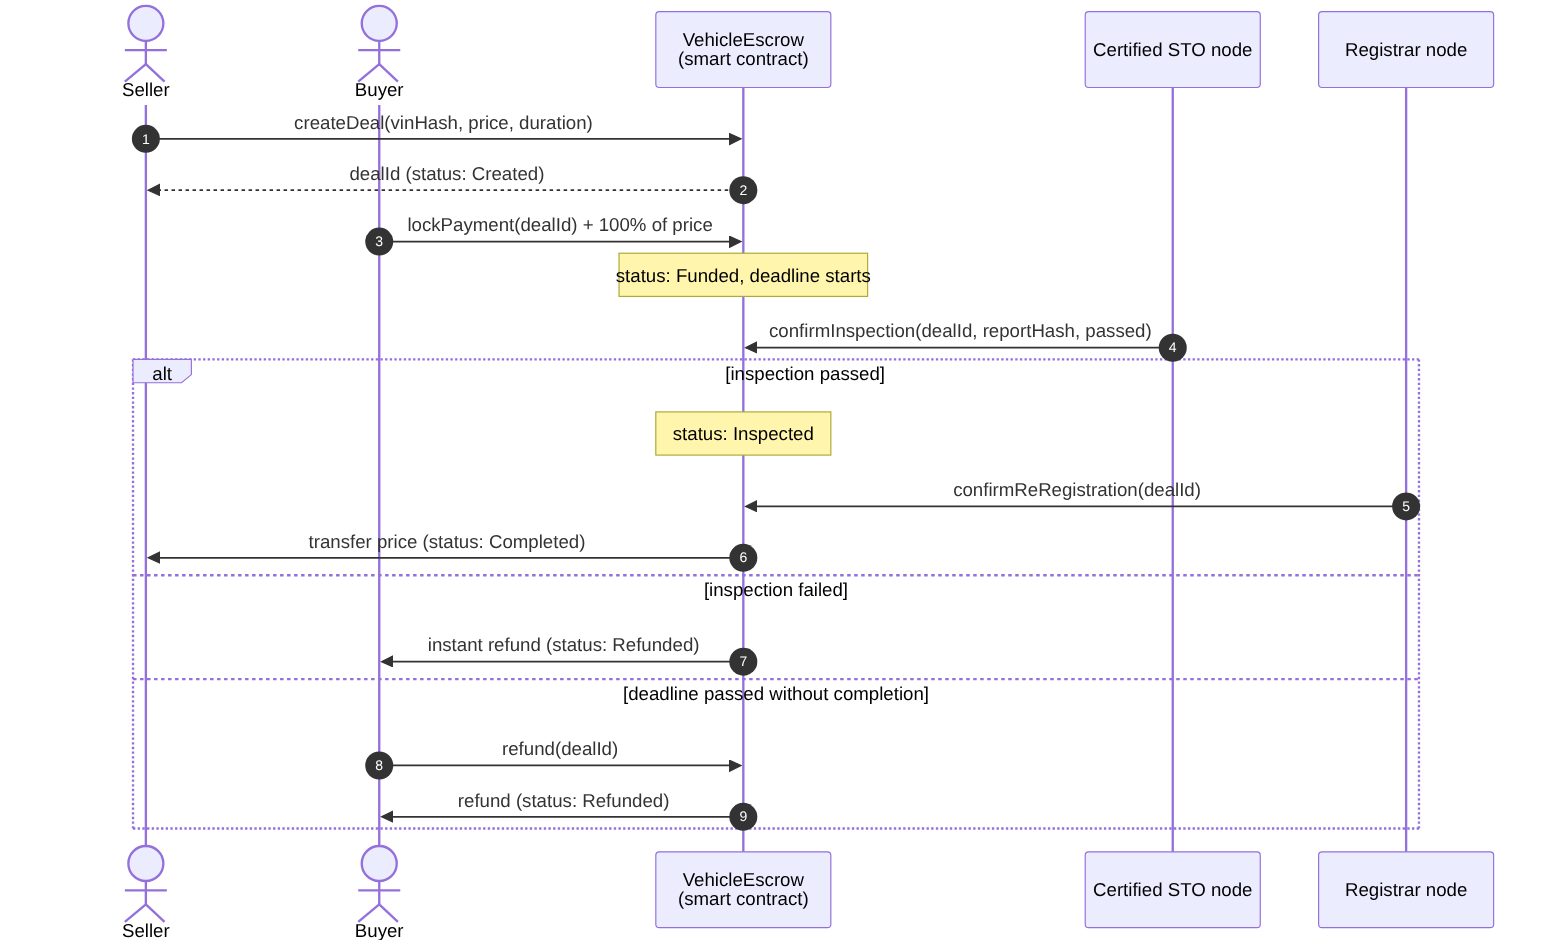 Seller
Buyer
VehicleEscrow
(smart contract)
Certified STO node
Registrar node
1
createDeal(vinHash, price, duration)
dealId (status: Created)
2
3
lockPayment(dealId) + 100% of price
status: Funded, deadline starts
confirmInspection(dealId, reportHash, passed)
4
alt
[inspection passed]
status: Inspected
confirmReRegistration(dealId)
5
transfer price (status: Completed)
6
[inspection failed]
instant refund (status: Refunded)
7
[deadline passed without completion]
8
refund(dealId)
refund (status: Refunded)
9
Seller
Buyer
VehicleEscrow
(smart contract)
Certified STO node
Registrar node